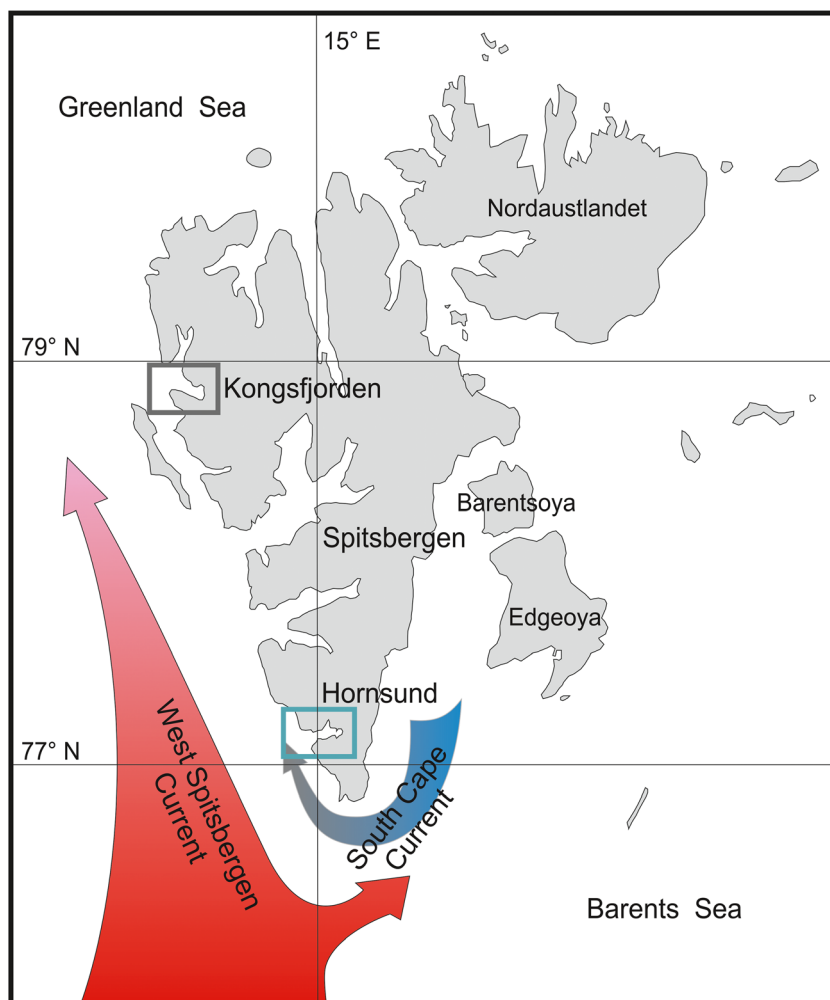 15° E
Greenland Sea
Nordaustlandet
79° N
Kongsfjorden
Barentsoya
Spitsbergen
Edgeoya
Hornsund
77° N
West Spitsbergen
Current
South Cape
Current
Barents Sea